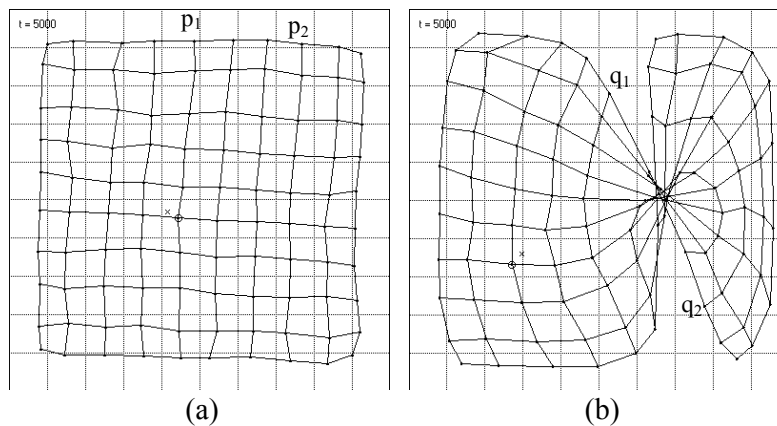 t = 5000
p1
p2
t = 5000
q1
q2
(a)
(b)